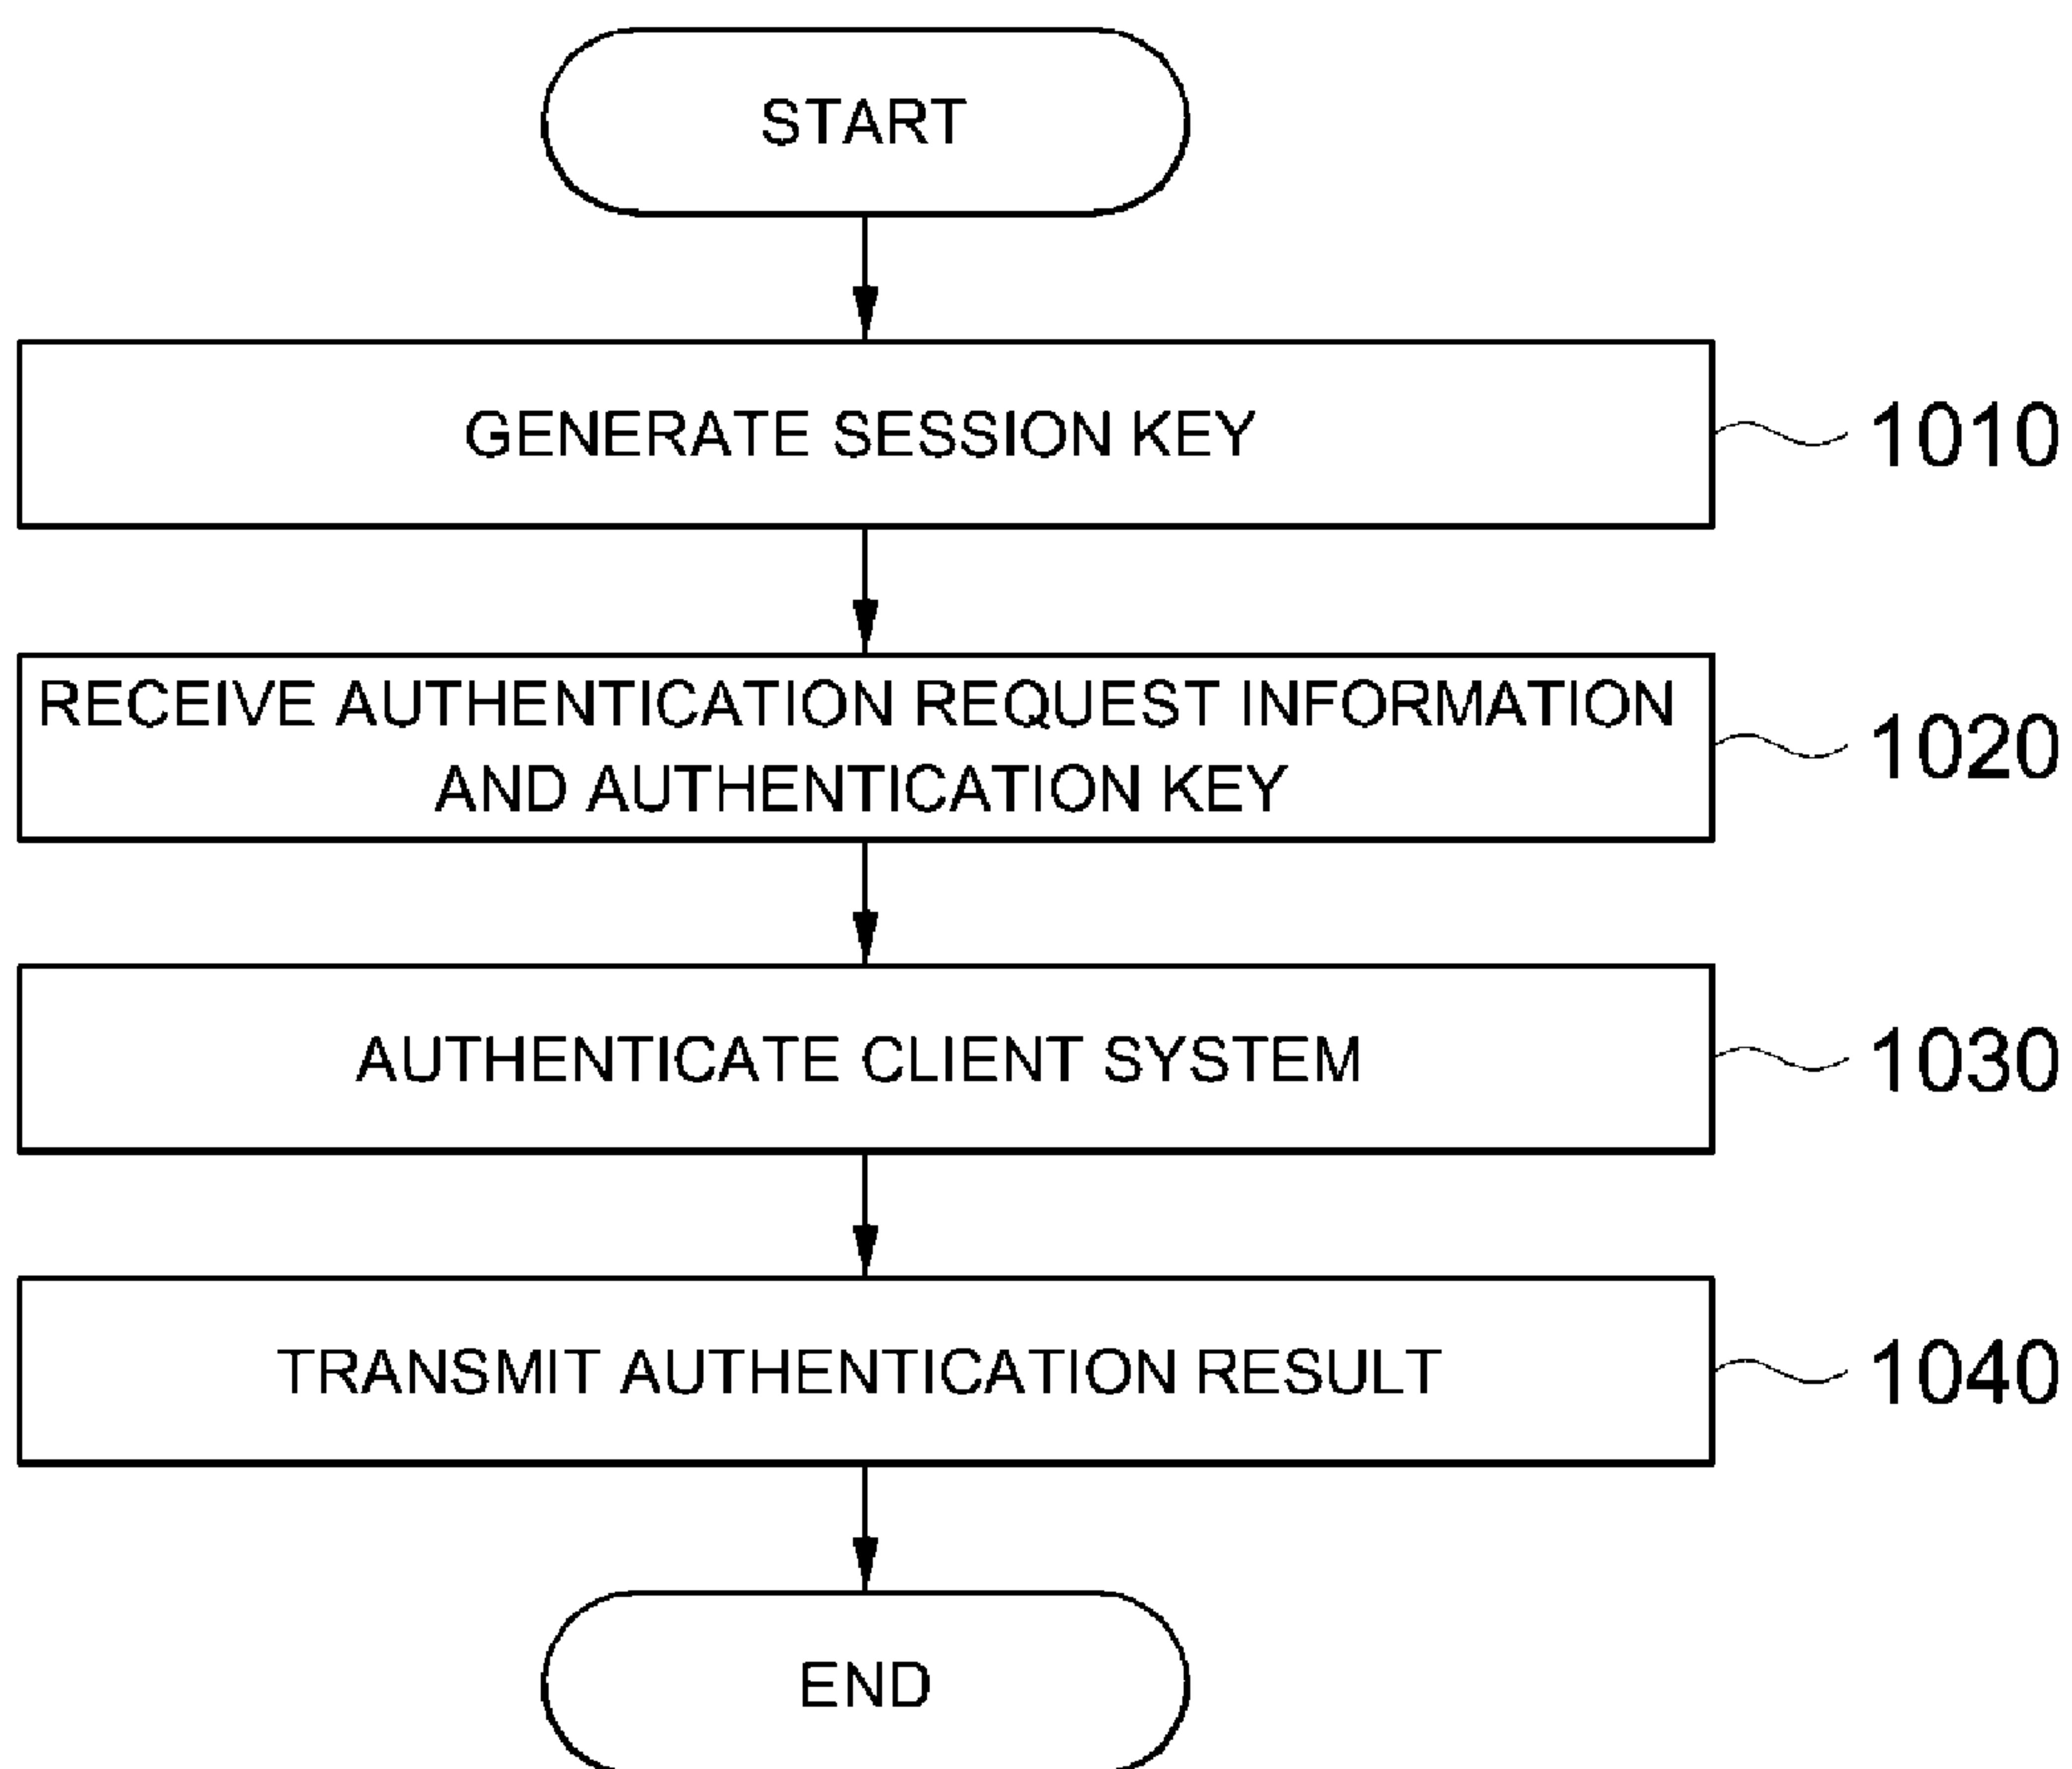 START
GENERATE SESSION KEY
1010
RECEIVE AUTHENTICATION REQUEST INFORMATION
AND AUTHENTICATION KEY
1020
AUTHENTICATE CLIENT SYSTEM
1030
TRANSMIT AUTHENTICATION RESULT
1040
END